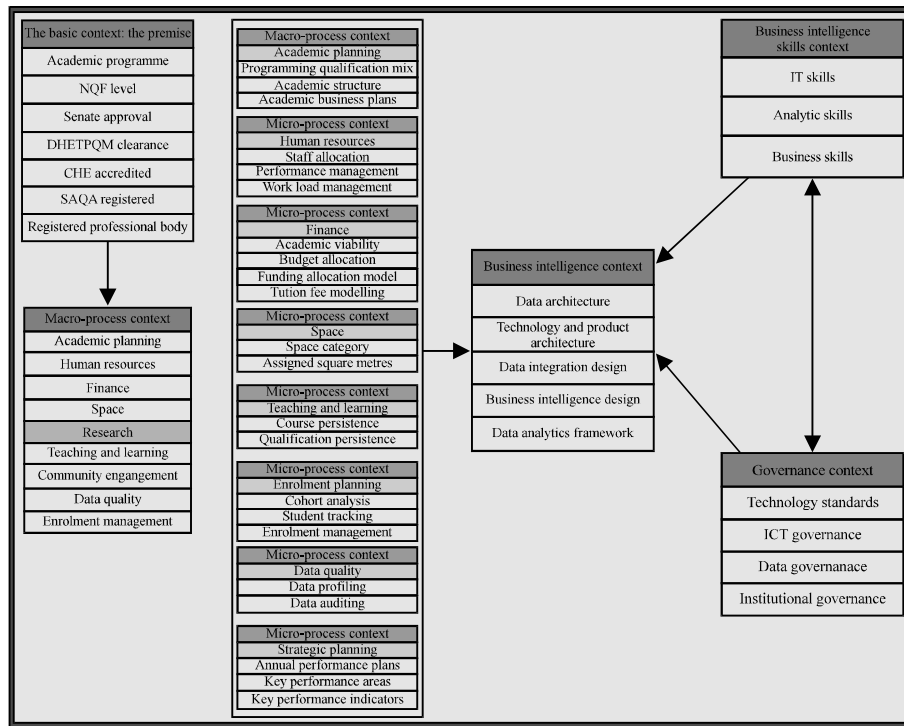 The basic context: the premise
Academic programme
NQF level
Senate approval
DHETPQM clearance
CHE accredited
SAQA registered
Registered professional body
Macro-process context
Academic planning
Human resources
Finance
Space
Research
Teaching and learning
Community engangement
Data quality
Enrolment management
Macro-process context
Academic planning
Programming qualification mix
Academic structure
Academic business plans
Micro-process context
Human resources
Staff allocation
Performance management
Work load management
Micro-process context
Finance
Academic viability
Budget allocation
Funding allocation model
Tution fee modelling
Micro-process context
Space
Space category
Assigned square metres
Micro-process context
Teaching and learning
Course persistence
Qualification persistence
Micro-process context
Enrolment planning
Cohort analysis
Student tracking
Enrolment management
Micro-process context
Data quality
Data profiling
Data auditing
Micro-process context
Strategic planning
Annual performance plans
Key performance areas
Key performance indicators
Business intelligence context
Data architecture
Technology and product
architecture
Data integration design
Business intelligence design
Data analytics framework
Business intelligence
skills context
IT skills
Analytic skills
Business skills
Governance context
Technology standards
ICT governance
Data governanace
Institutional governance